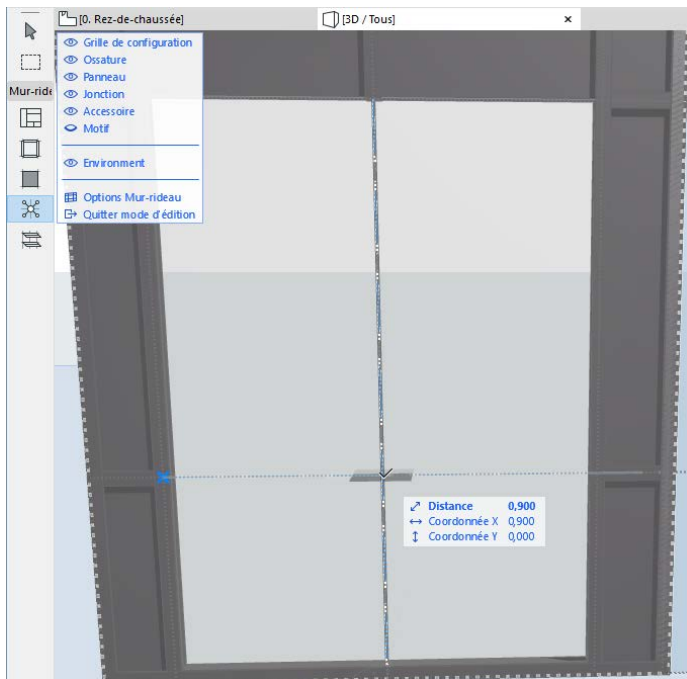 [0. Rez-de-chaussée]
[3D / Tous]
Mur-ride
Grille de configuration
Ossature
Panneau
Jonction
Accessoire
Motif
Environment
Options Mur-rideau
Quitter mode d'édition
Distance 0,900
Coordonnée X 0,900
Coordonnée Y 0,000